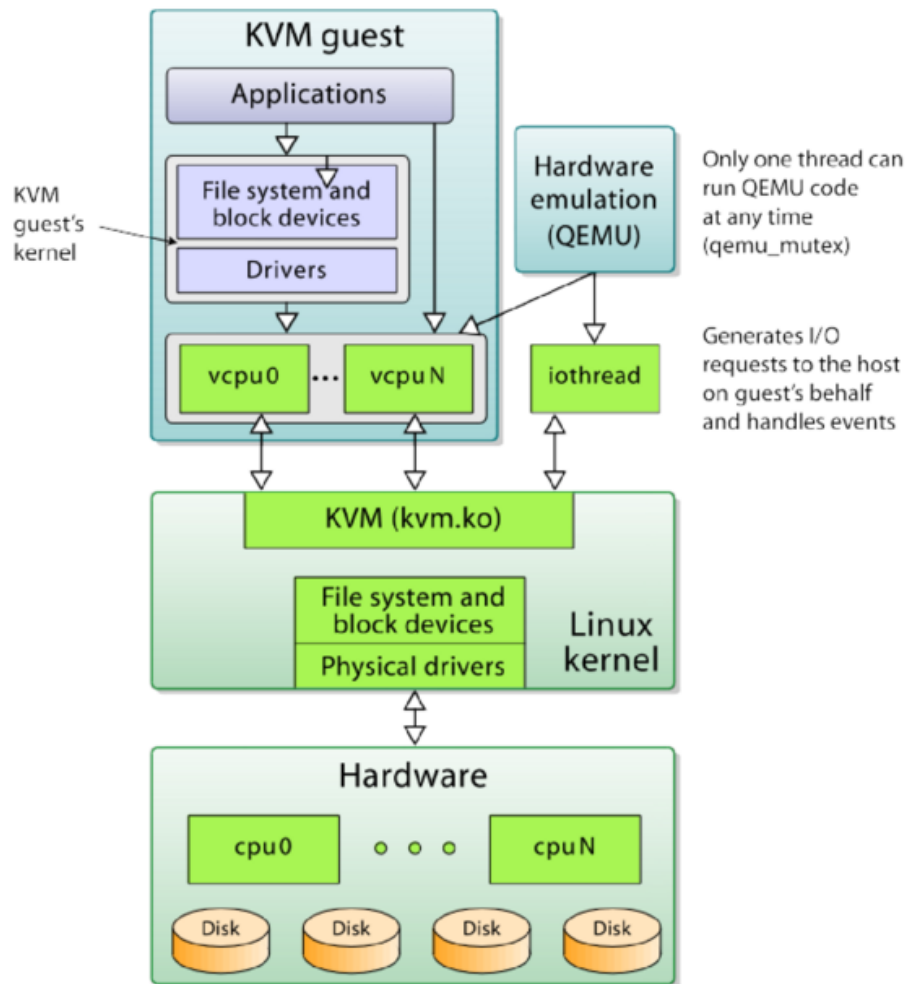 KVM guest
Applications
File system and
block devices
Drivers
KVM
guest's
kernel
vcpu0
...
vcpuN
Hardware
emulation
(QEMU)
Only one thread can
run QEMU code
at any time
(qemu_mutex)
iothread
Generates I/O
requests to the host
on guest's behalf
and handles events
KVM (kvm.ko)
File system and
block devices
Physical drivers
Linux
kernel
Hardware
cpu0
cpuN
Disk
Disk
Disk
Disk